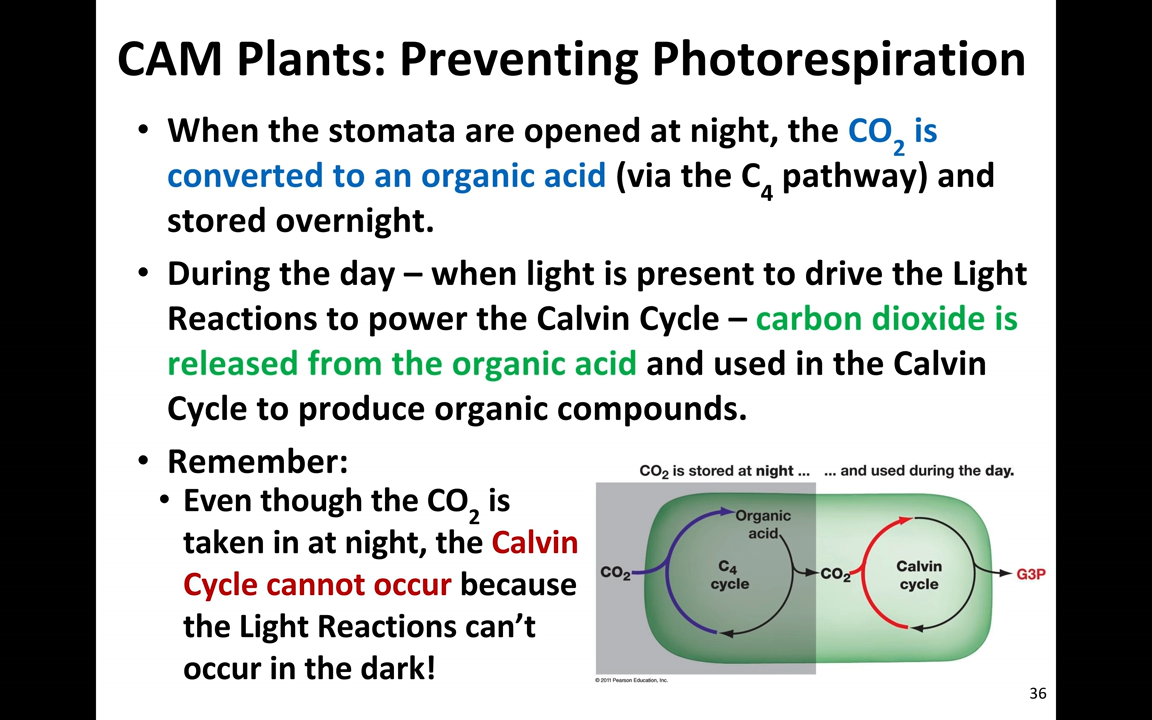 CAM Plants: Preventing Photorespiration
• When the stomata are opened at night, the CO₂ is
converted to an organic acid (via the C₄ pathway) and
stored overnight.
• During the day – when light is present to drive the Light
Reactions to power the Calvin Cycle – carbon dioxide is
released from the organic acid and used in the Calvin
Cycle to produce organic compounds.
• Remember:
• Even though the CO₂ is
taken in at night, the Calvin
Cycle cannot occur because
the Light Reactions can’t
occur in the dark!
CO₂ is stored at night ... ... and used during the day.
Organic
acid
CO₂
C₄
cycle
CO₂
Calvin
cycle
G3P
© 2011 Pearson Education, Inc.
36